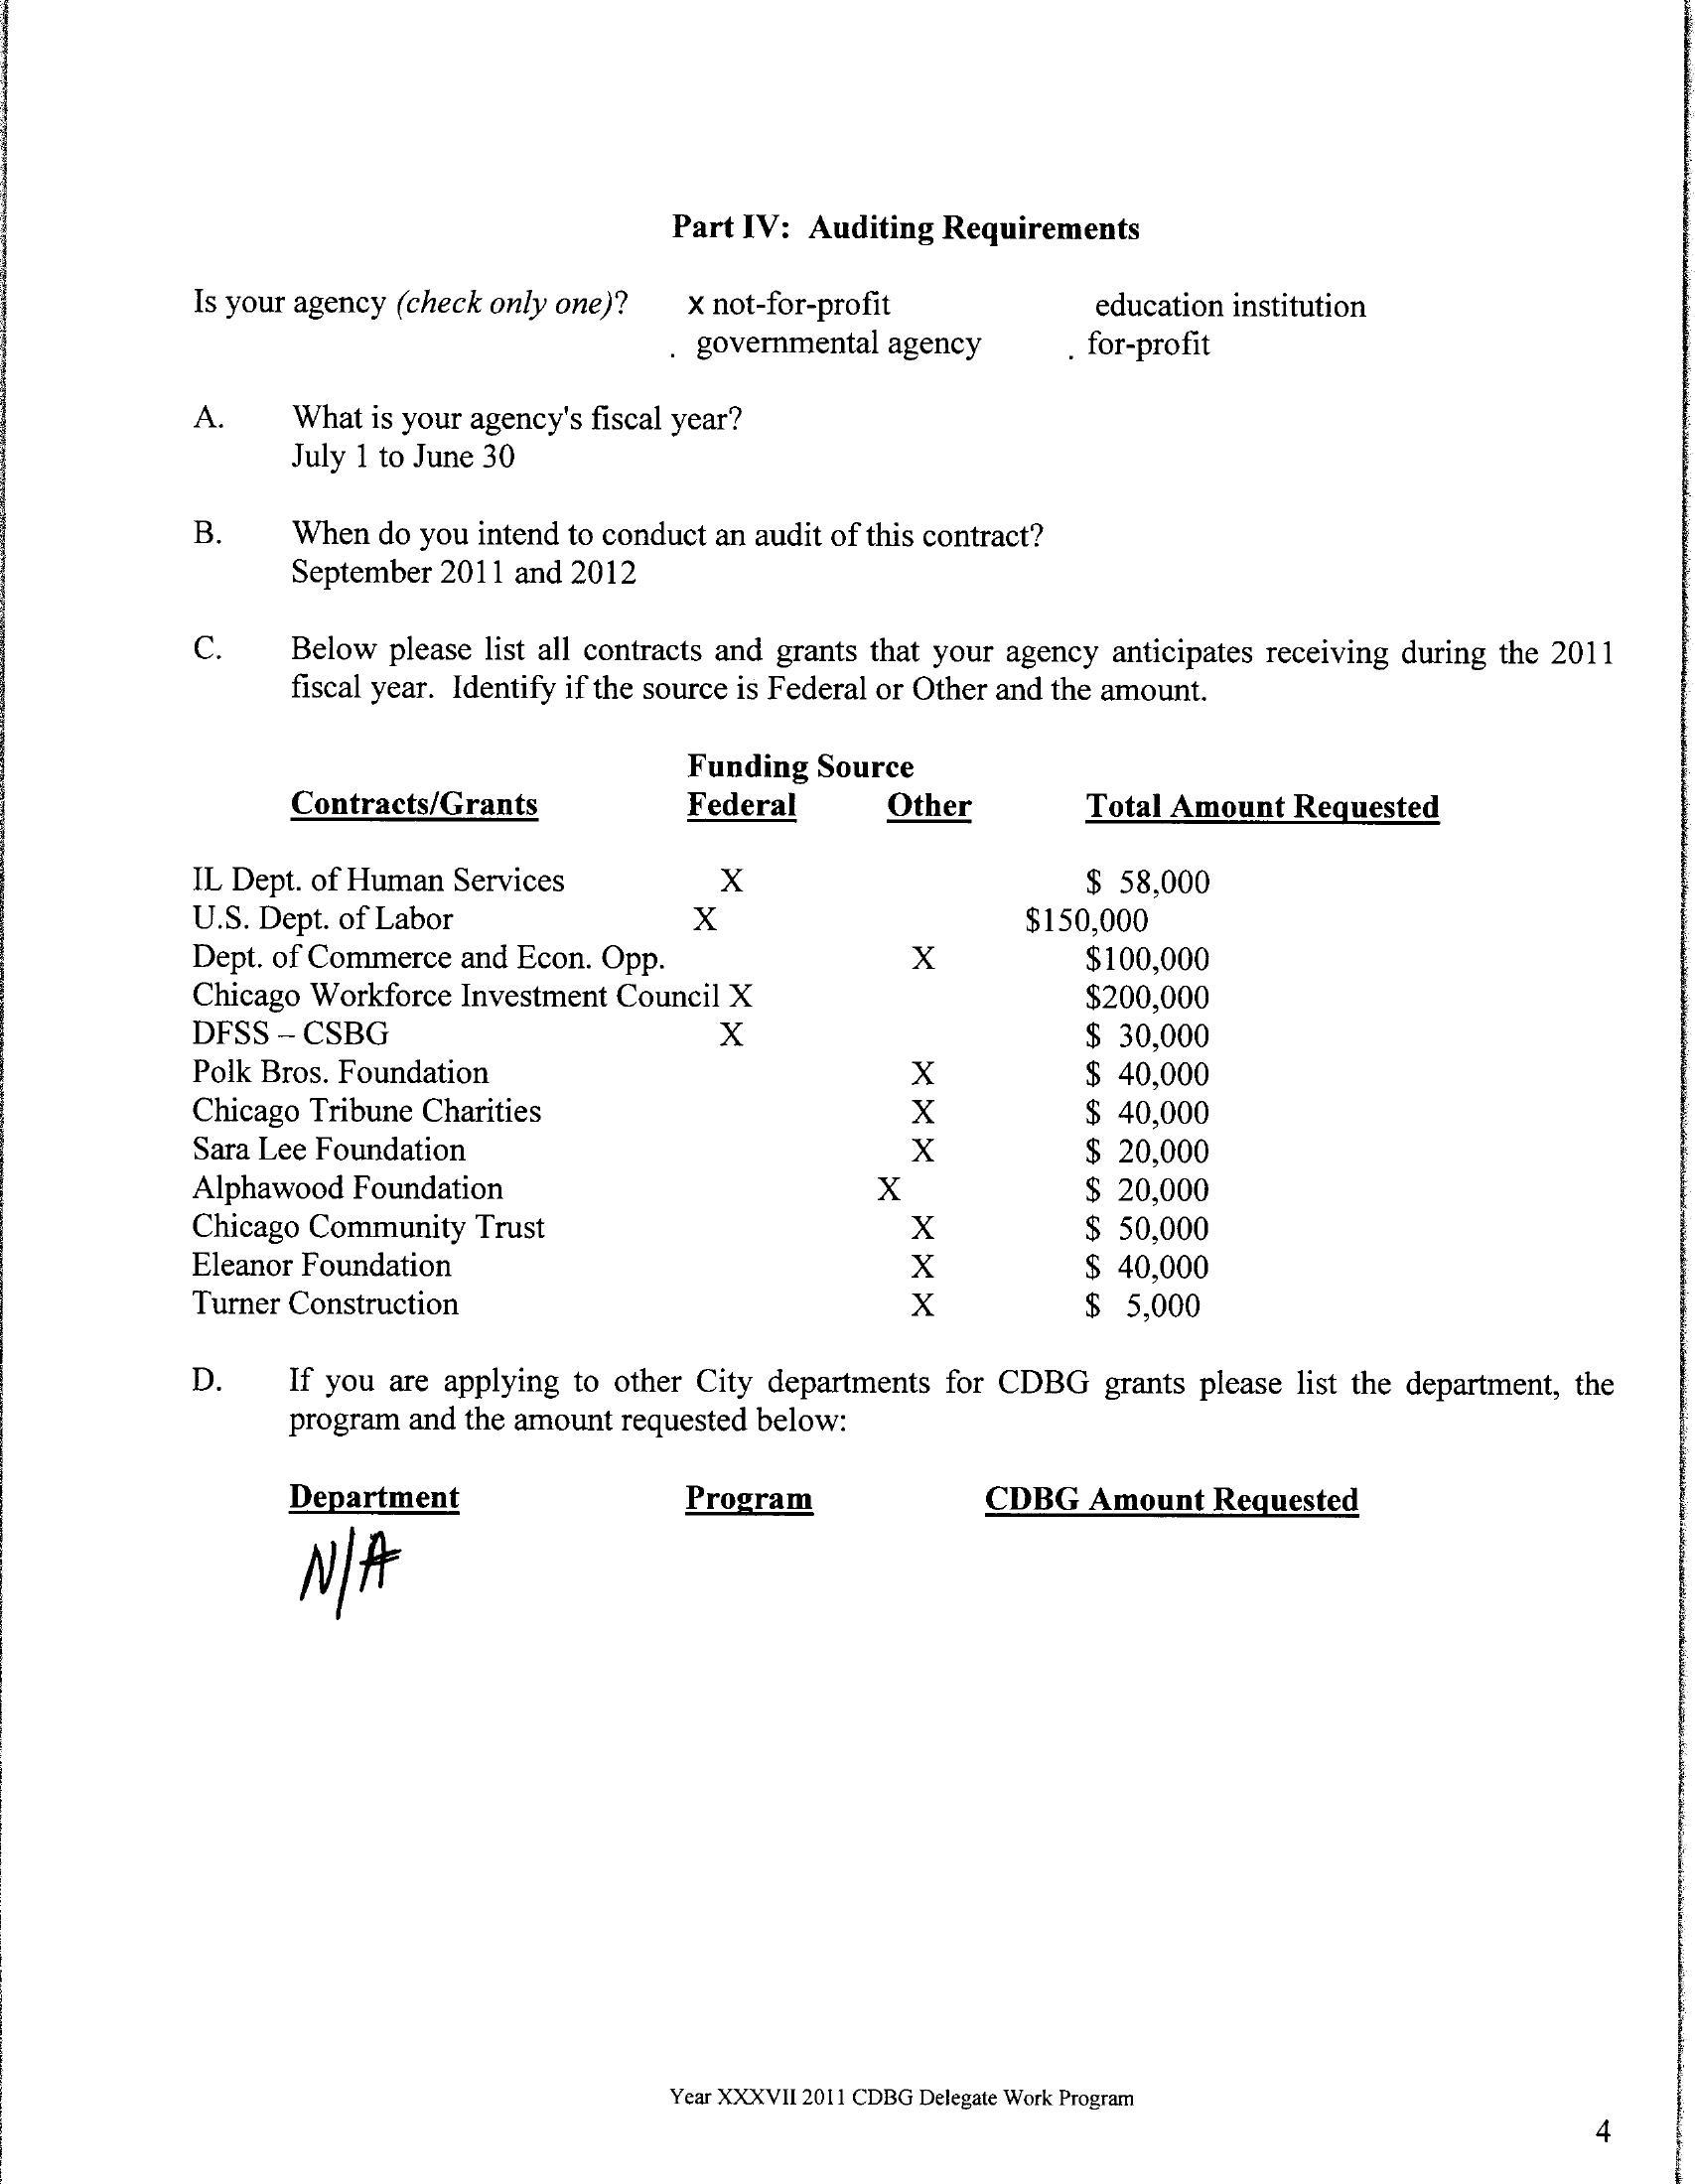 Part IV: Auditing Requirements
Is your agency (check only one)? x not-for-profit education institution
. governmental agency . for-profit
A. What is your agency's fiscal year?
July 1 to June 30
B. When do you intend to conduct an audit of this contract?
September 2011 and 2012
C. Below please list all contracts and grants that your agency anticipates receiving during the 2011
fiscal year. Identify if the source is Federal or Other and the amount.
Funding Source
Contracts/Grants Federal Other Total Amount Requested
IL Dept. of Human Services X $ 58,000
U.S. Dept. of Labor X $150,000
Dept. of Commerce and Econ. Opp. X $100,000
Chicago Workforce Investment Council X $200,000
DFSS – CSBG X $ 30,000
Polk Bros. Foundation X $ 40,000
Chicago Tribune Charities X $ 40,000
Sara Lee Foundation X $ 20,000
Alphawood Foundation X $ 20,000
Chicago Community Trust X $ 50,000
Eleanor Foundation X $ 40,000
Turner Construction X $ 5,000
D. If you are applying to other City departments for CDBG grants please list the department, the
program and the amount requested below:
Department Program CDBG Amount Requested
N/A
Year XXXVII 2011 CDBG Delegate Work Program
4